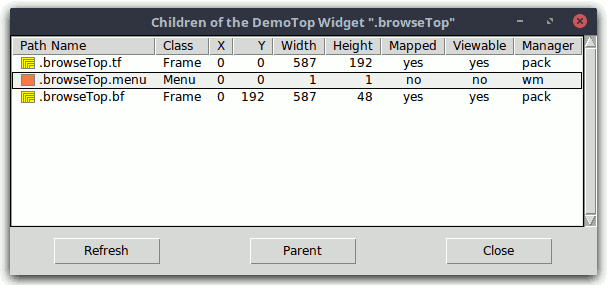 Children of the DemoTop Widget ".browseTop"
Path Name Class X Y Width Height Mapped Viewable Manager
.browseTop.tf Frame 0 0 587 192 yes yes pack
.browseTop.menu Menu 0 0 1 1 no no wm
.browseTop.bf Frame 0 192 587 48 yes yes pack
Refresh Parent Close